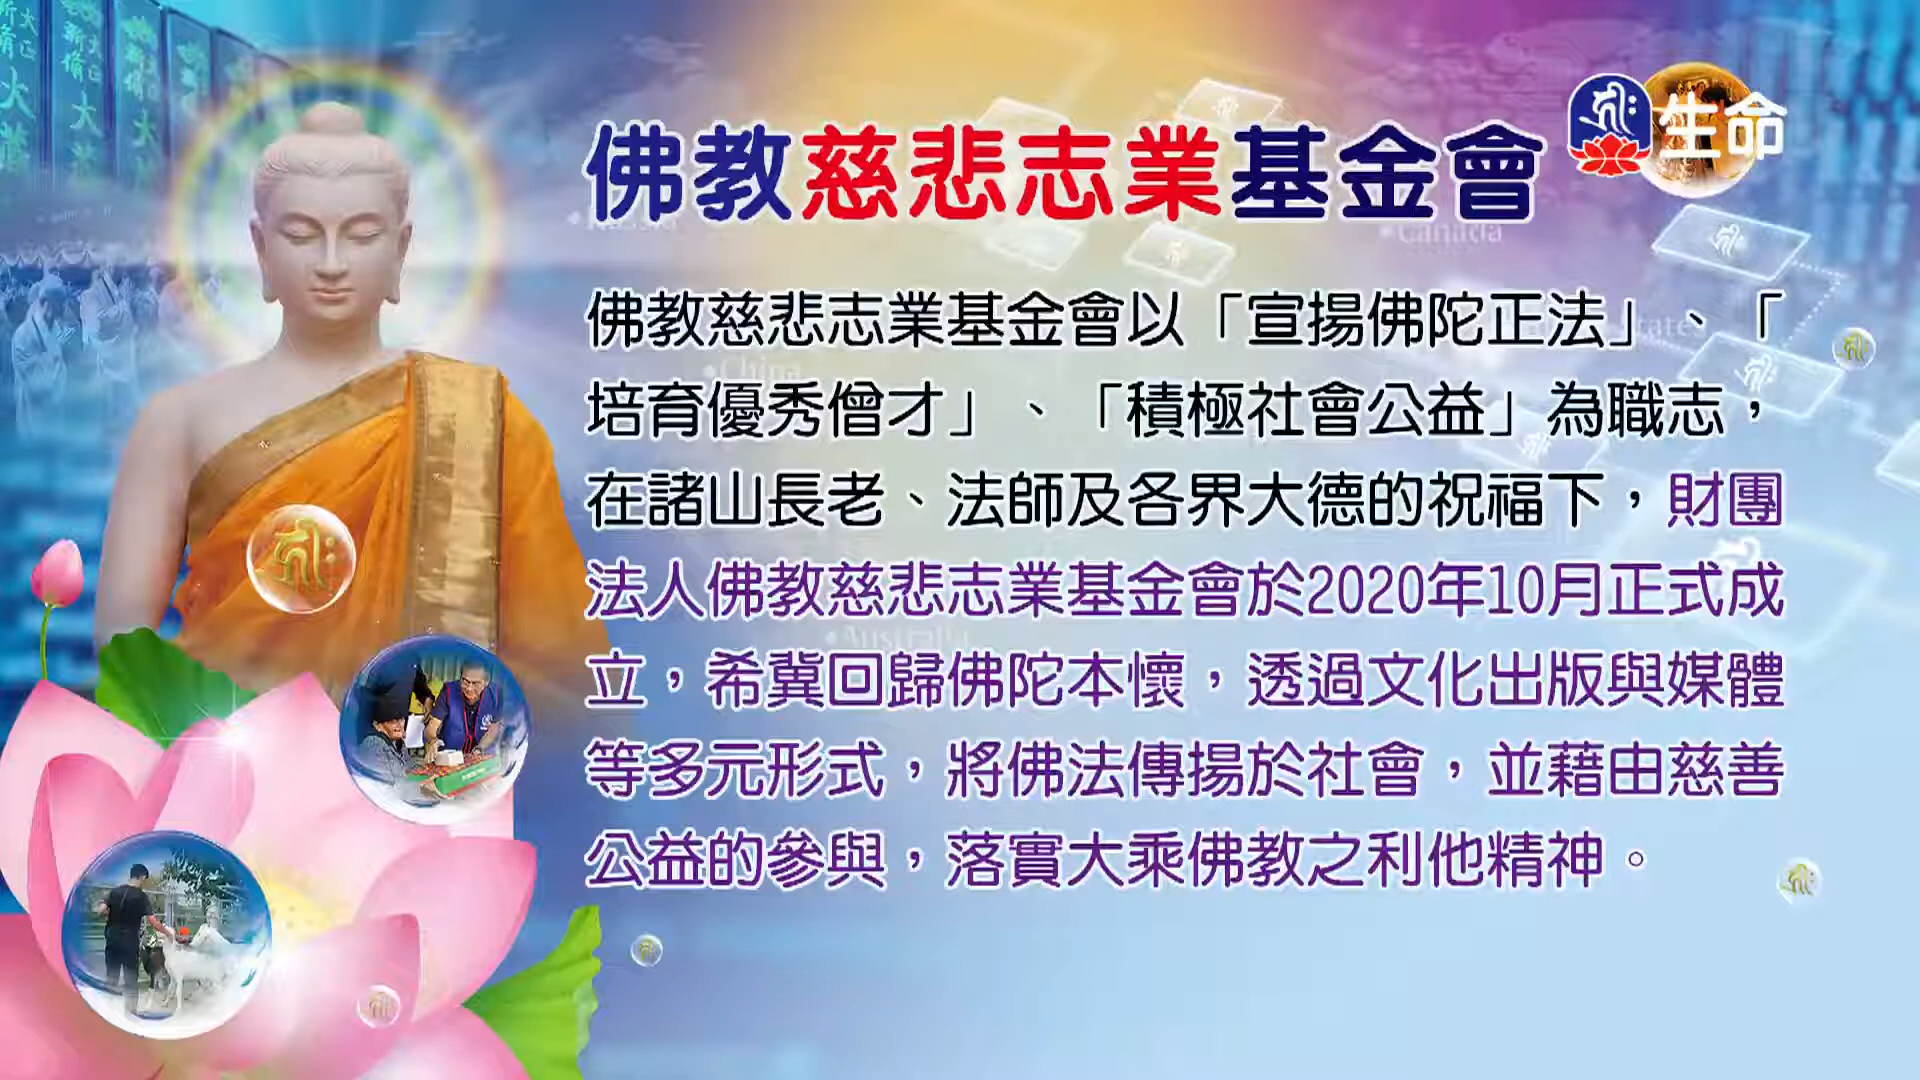 佛教慈悲志業基金會
生命
佛教慈悲志業基金會以「宣揚佛陀正法」、「
培育優秀僧才」、「積極社會公益」為職志，
在諸山長老、法師及各界大德的祝福下，財團
法人佛教慈悲志業基金會於2020年10月正式成
立，希冀回歸佛陀本懷，透過文化出版與媒體
等多元形式，將佛法傳揚於社會，並藉由慈善
公益的參與，落實大乘佛教之利他精神。
Canada
China
Australia